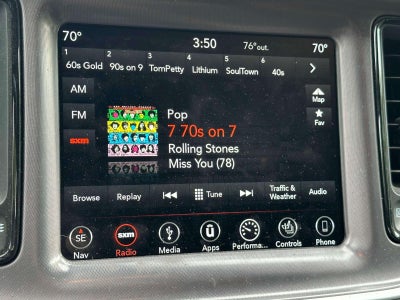 70° 3:50 76°out. 70°
1 2 3 4 5 6
60s Gold 90s on 9 TomPetty Lithium SoulTown 40s
AM
FM
sxm
Pop
7 70s on 7
Rolling Stones
Miss You (78)
Map
Fav
Browse Replay Tune Traffic & Weather Audio
SE
Nav
sxm
Radio
Media
Apps
Performa...
Controls
Phone